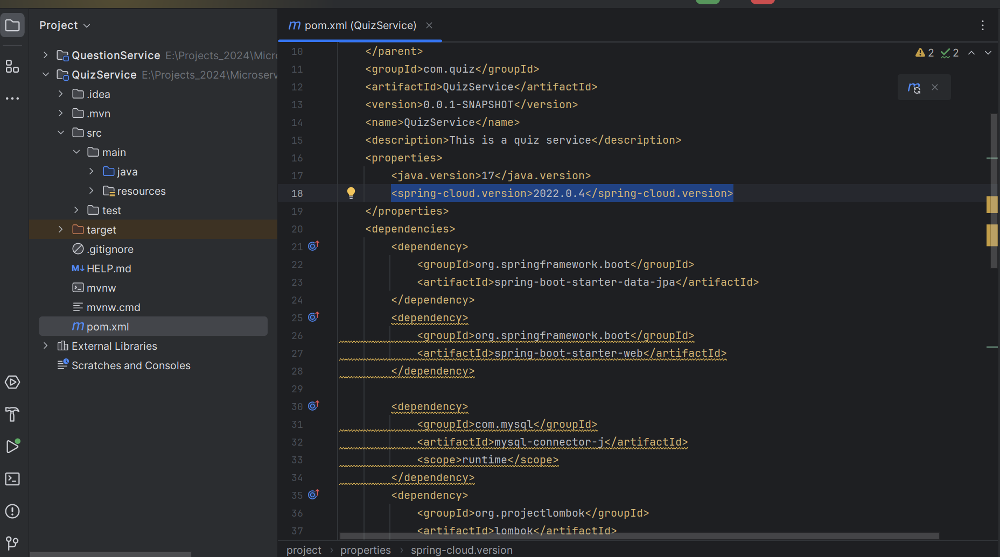 Project
QuestionService E:\Projects_2024\Micro
QuizService E:\Projects_2024\Microserv
.idea
.mvn
src
main
java
resources
test
target
.gitignore
M↓ HELP.md
mvnw
mvnw.cmd
m pom.xml
External Libraries
Scratches and Consoles
m pom.xml (QuizService)
2 2
10 </parent>
11 <groupId>com.quiz</groupId>
12 <artifactId>QuizService</artifactId>
13 <version>0.0.1-SNAPSHOT</version>
14 <name>QuizService</name>
15 <description>This is a quiz service</description>
16 <properties>
17 <java.version>17</java.version>
18 <spring-cloud.version>2022.0.4</spring-cloud.version>
19 </properties>
20 <dependencies>
21 <dependency>
22 <groupId>org.springframework.boot</groupId>
23 <artifactId>spring-boot-starter-data-jpa</artifactId>
24 </dependency>
25 <dependency>
26 <groupId>org.springframework.boot</groupId>
27 <artifactId>spring-boot-starter-web</artifactId>
28 </dependency>
29
30 <dependency>
31 <groupId>com.mysql</groupId>
32 <artifactId>mysql-connector-j</artifactId>
33 <scope>runtime</scope>
34 </dependency>
35 <dependency>
36 <groupId>org.projectlombok</groupId>
37 <artifactId>lombok</artifactId>
project › properties › spring-cloud.version